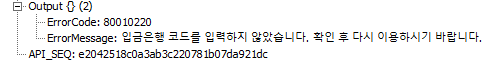 Output {} (2)
ErrorCode: 80010220
ErrorMessage: 입금은행 코드를 입력하지 않았습니다. 확인 후 다시 이용하시기 바랍니다.
API_SEQ: e2042518c0a3ab3c220781b07da921dc